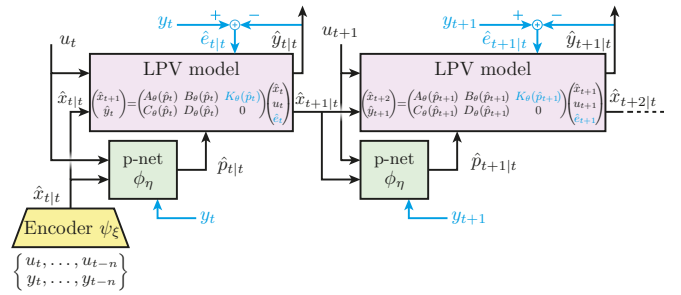 y_t + − y_{t+1} + −
u_t ê_{t|t} ŷ_{t|t} u_{t+1} ê_{t+1|t} ŷ_{t+1|t}
LPV model LPV model
x̂_{t|t} (x̂_{t+1} ŷ_t) = (A_θ(p̂_t) B_θ(p̂_t) K_θ(p̂_t) C_θ(p̂_t) D_θ(p̂_t) 0) (x̂_t u_t ê_t) x̂_{t+1|t} (x̂_{t+2} ŷ_{t+1}) = (A_θ(p̂_{t+1}) B_θ(p̂_{t+1}) K_θ(p̂_{t+1}) C_θ(p̂_{t+1}) D_θ(p̂_{t+1}) 0) (x̂_{t+1} u_{t+1} ê_{t+1}) x̂_{t+2|t}
p-net p̂_{t|t} p-net p̂_{t+1|t}
ϕ_η ϕ_η
x̂_{t|t} y_t y_{t+1}
Encoder ψ_ξ
{u_t, . . . , u_{t−n}
y_t, . . . , y_{t−n}}